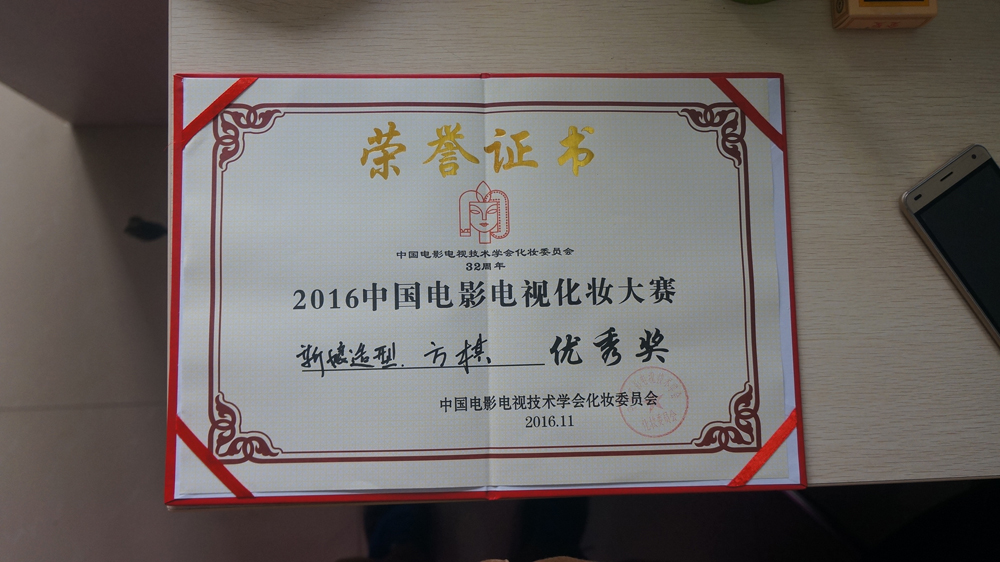 荣誉证书
中国电影电视技术学会化妆委员会
32周年
2016中国电影电视化妆大赛
新娘造型. 方棋 优秀奖
中国电影电视技术学会化妆委员会
2016.11